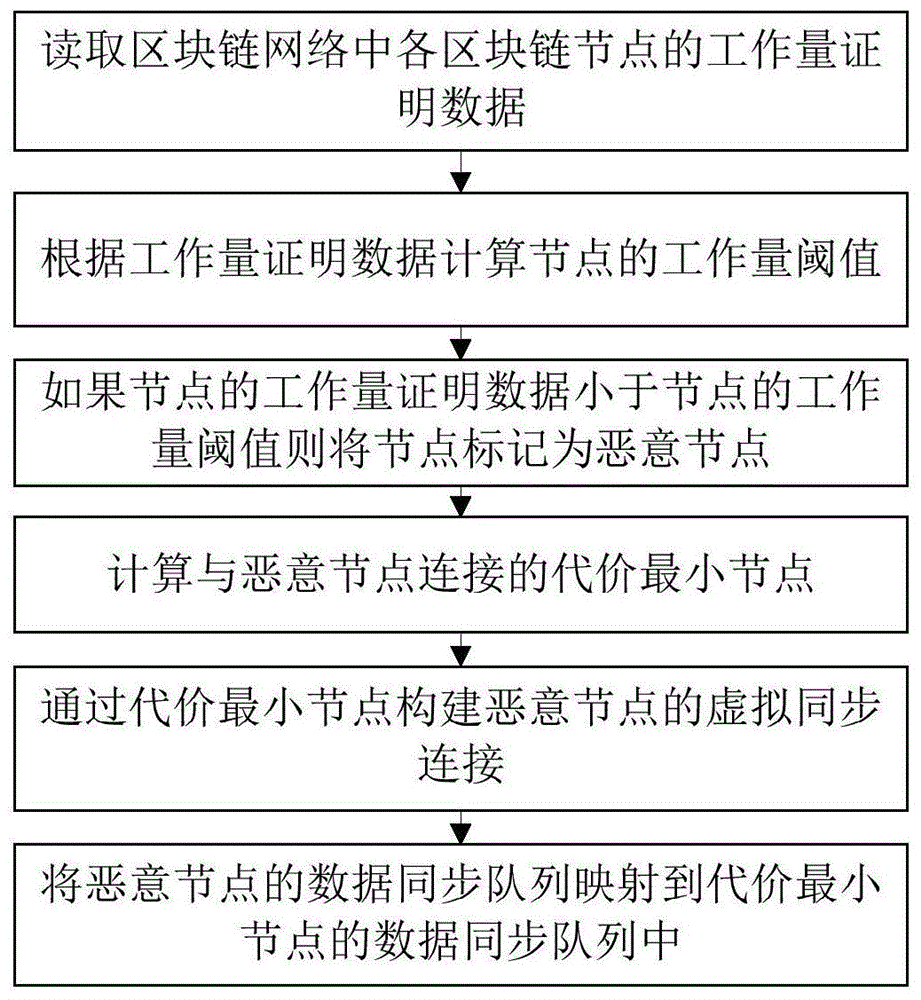 读取区块链网络中各区块链节点的工作量证
明数据
根据工作量证明数据计算节点的工作量阈值
如果节点的工作量证明数据小于节点的工作
量阈值则将节点标记为恶意节点
计算与恶意节点连接的代价最小节点
通过代价最小节点构建恶意节点的虚拟同步
连接
将恶意节点的数据同步队列映射到代价最小
节点的数据同步队列中